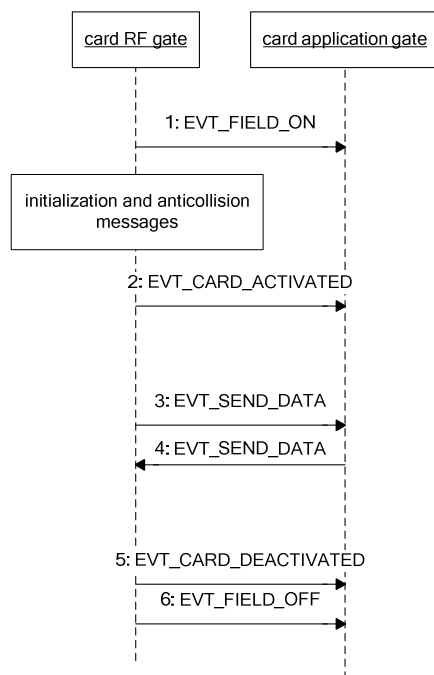 card RF gate
card application gate
1: EVT_FIELD_ON
initialization and anticollision
messages
2: EVT_CARD_ACTIVATED
3: EVT_SEND_DATA
4: EVT_SEND_DATA
5: EVT_CARD_DEACTIVATED
6: EVT_FIELD_OFF